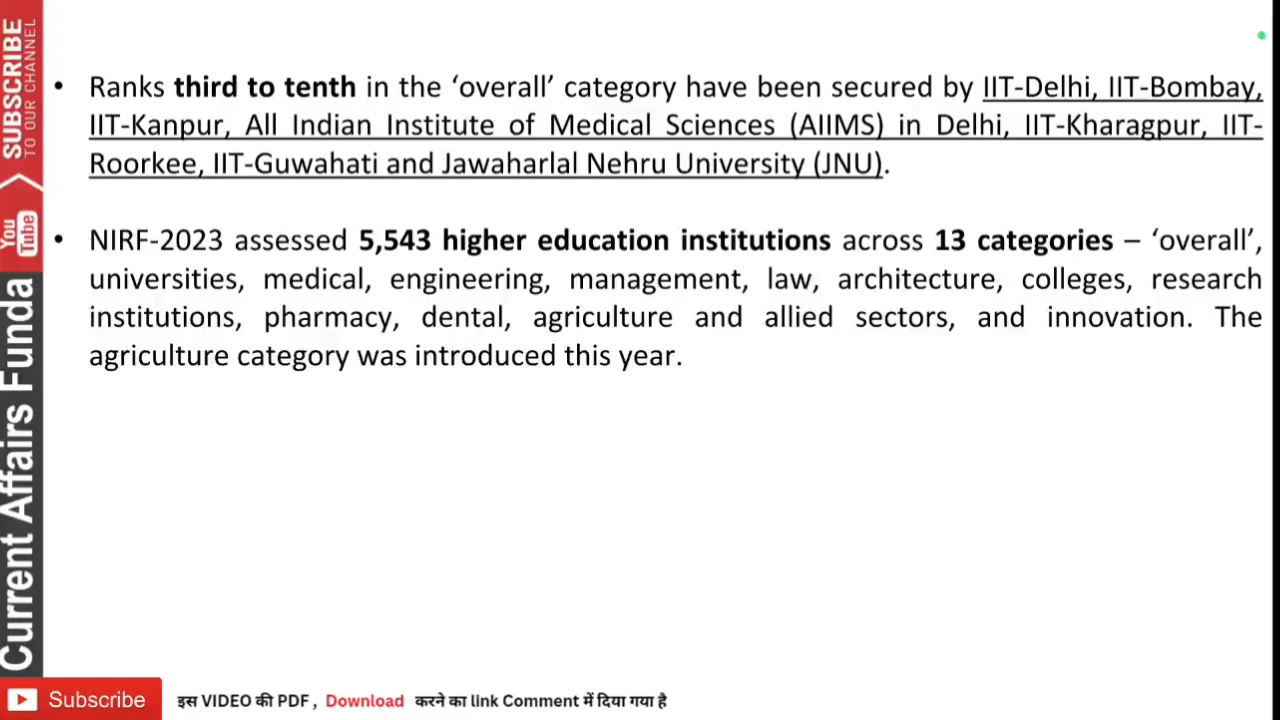 • Ranks third to tenth in the ‘overall’ category have been secured by IIT-Delhi, IIT-Bombay,
IIT-Kanpur, All Indian Institute of Medical Sciences (AIIMS) in Delhi, IIT-Kharagpur, IIT-
Roorkee, IIT-Guwahati and Jawaharlal Nehru University (JNU).
• NIRF-2023 assessed 5,543 higher education institutions across 13 categories – ‘overall’,
universities, medical, engineering, management, law, architecture, colleges, research
institutions, pharmacy, dental, agriculture and allied sectors, and innovation. The
agriculture category was introduced this year.
SUBSCRIBE
TO OUR CHANNEL
You
Tube
Current Affairs Funda
Subscribe
इस VIDEO की PDF , Download करने का link Comment में दिया गया है